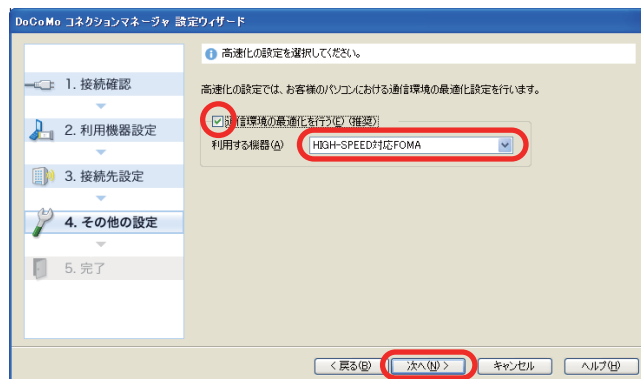 DoCoMo コネクションマネージャ 設定ウィザード
高速化の設定を選択してください。
1. 接続確認
2. 利用機器設定
3. 接続先設定
4. その他の設定
5. 完了
高速化の設定では、お客様のパソコンにおける通信環境の最適化設定を行います。
通信環境の最適化を行う(E) (推奨)
利用する機器(A)
HIGH-SPEED対応FOMA
< 戻る(B)
次へ(N) >
キャンセル
ヘルプ(H)